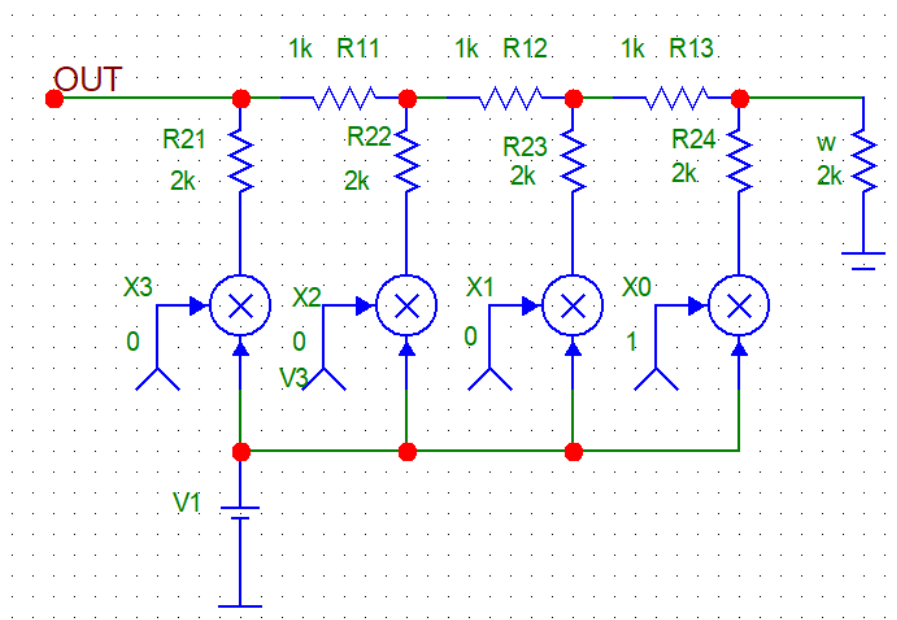 1k R11 1k R12 1k R13
OUT
R21 R22 R23 R24 w
2k 2k 2k 2k 2k
X3 X2 X1 X0
0 0 0 1
V3
V1